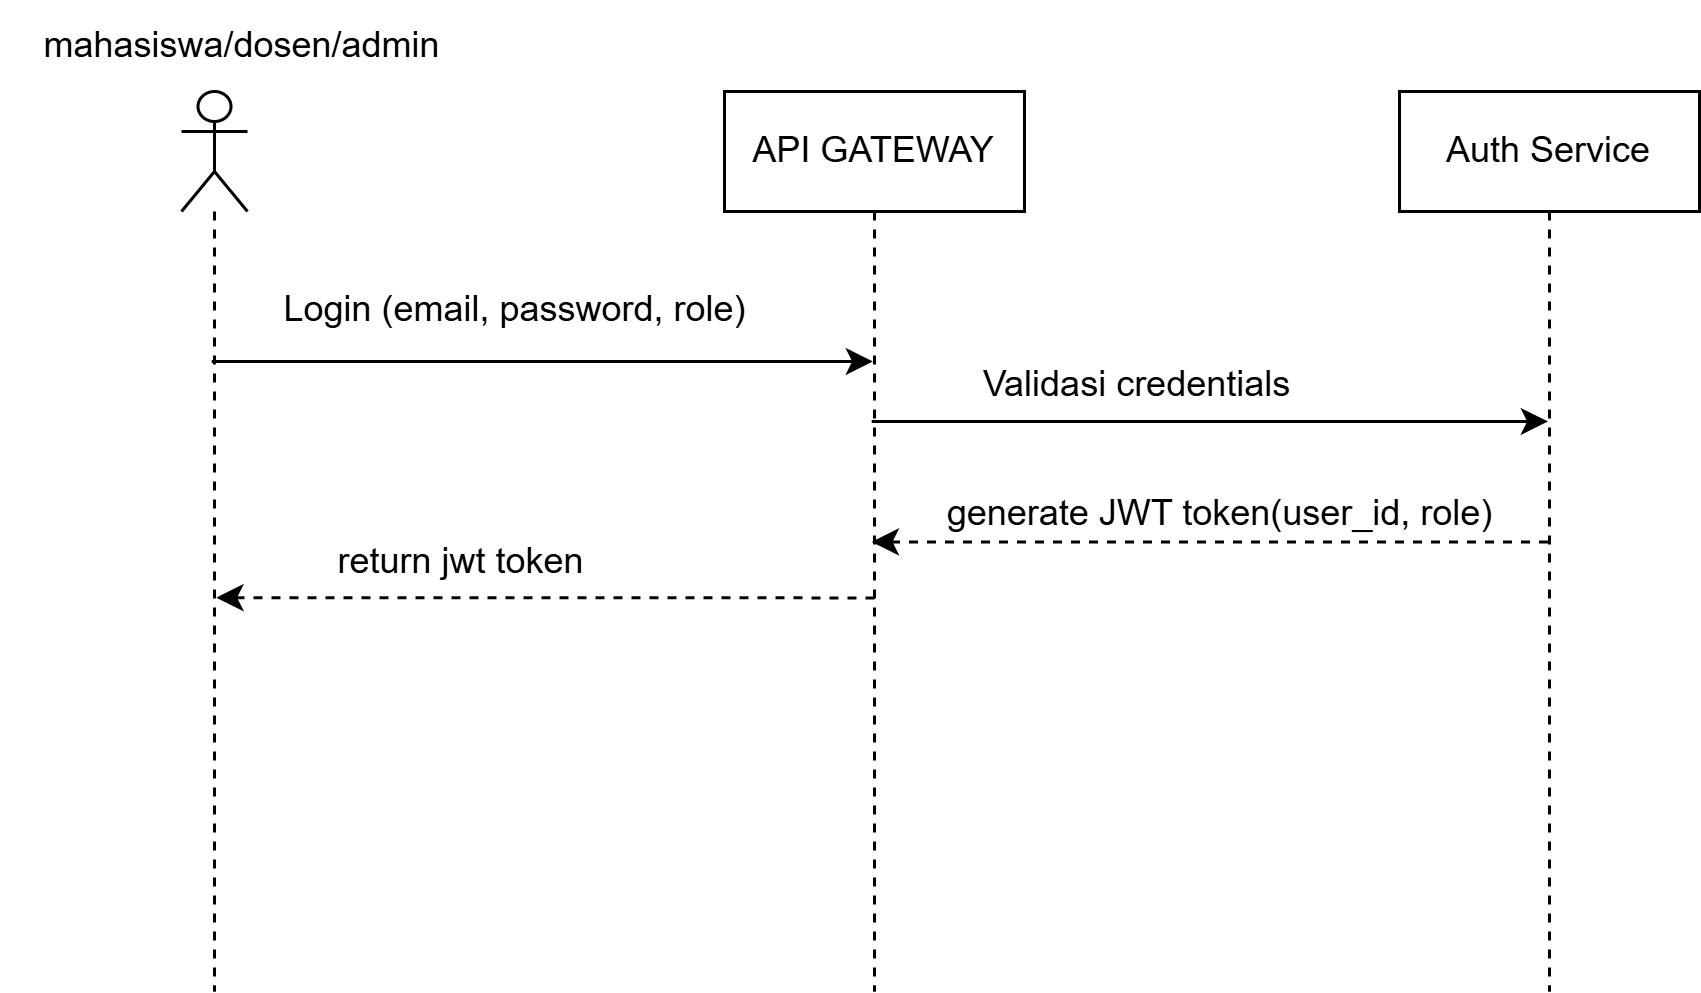 mahasiswa/dosen/admin
API GATEWAY
Auth Service
Login (email, password, role)
Validasi credentials
generate JWT token(user_id, role)
return jwt token